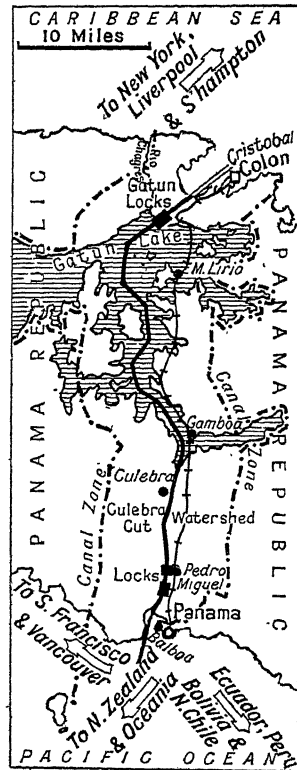 CARIBBEAN SEA
10 Miles
To New York,
Liverpool
& S'hampton
Rio
Chagres
Cristobal
Colon
Gatun
Locks
Gatun Lake
M. Lirio
PANAMA REPUBLIC
PANAMA REPUBLIC
Canal Zone
Gamboa
Culebra
Culebra
Cut
Watershed
Canal Zone
Locks
Pedro
Miguel
Panama
Balboa
To S. Francisco
& Vancouver
To N. Zealand
& Oceania
Ecuador, Peru
Bolivia &
N. Chile
PACIFIC OCEAN